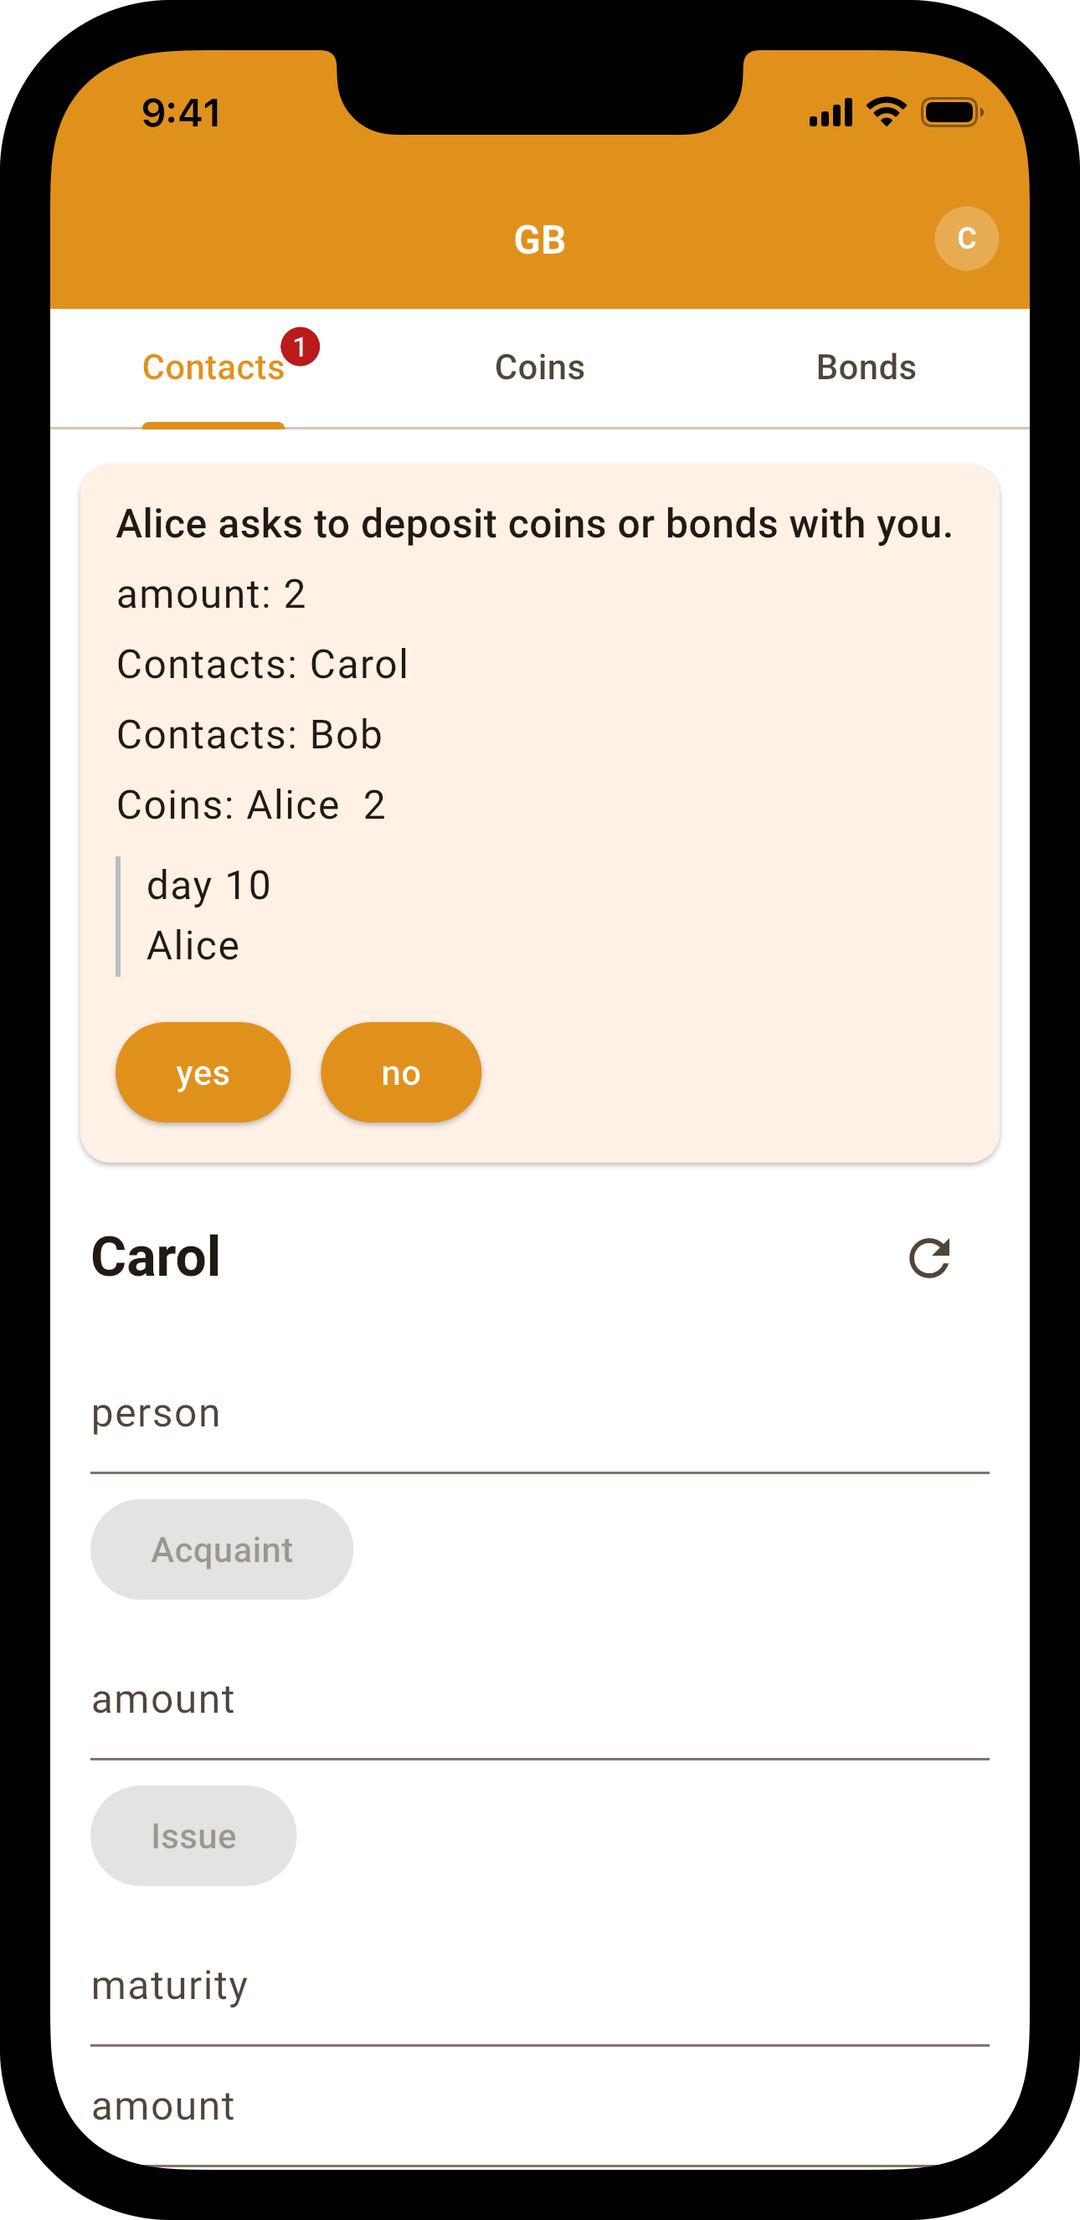 9:41
GB
C
Contacts 1
Coins
Bonds
Alice asks to deposit coins or bonds with you.
amount: 2
Contacts: Carol
Contacts: Bob
Coins: Alice  2
day 10
Alice
yes
no
Carol
person
Acquaint
amount
Issue
maturity
amount